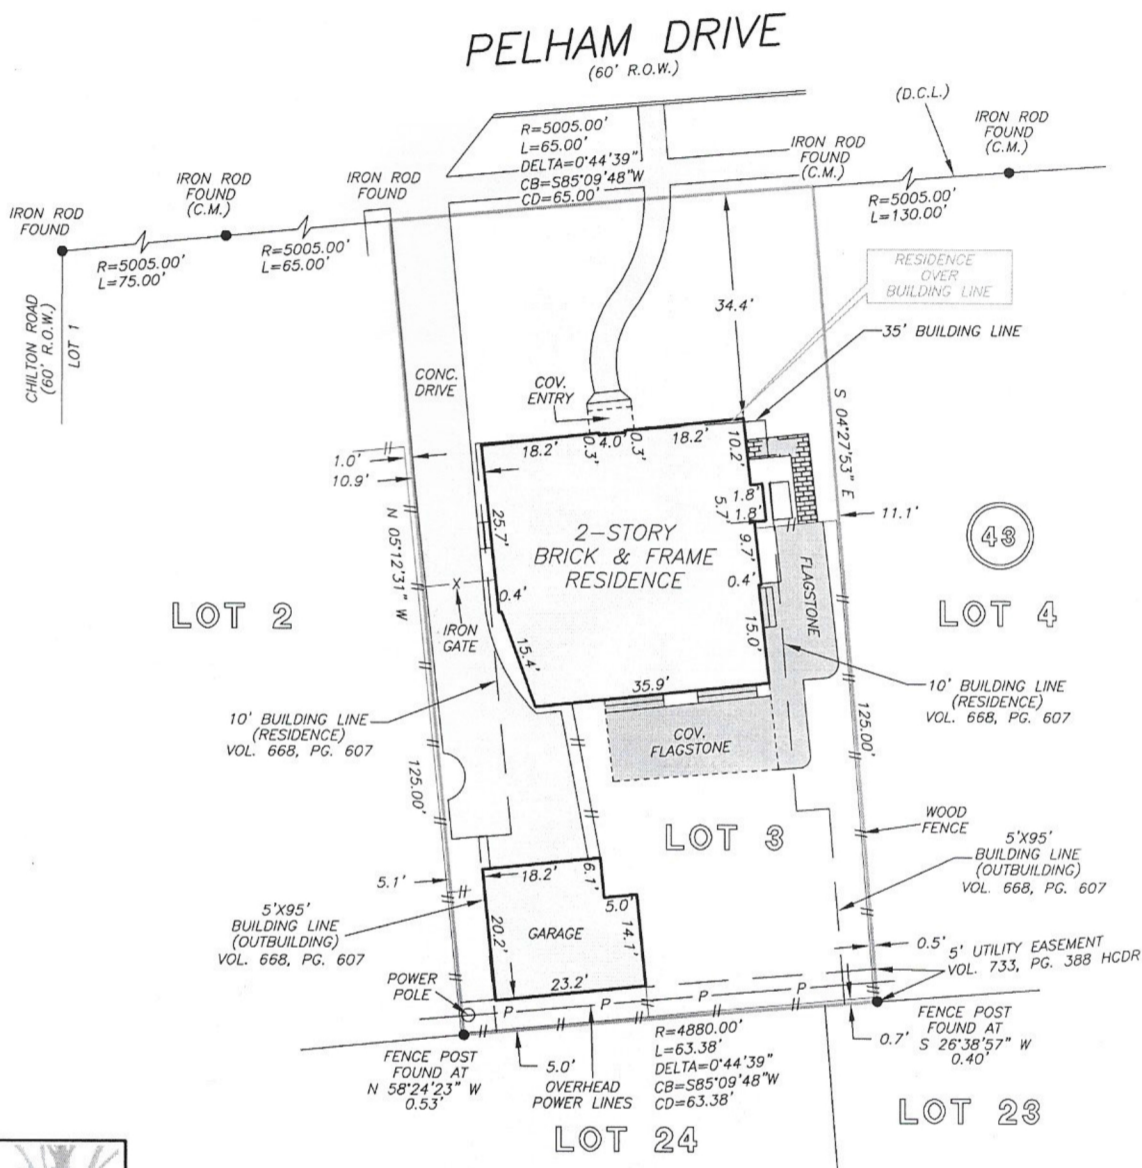 PELHAM DRIVE
(60' R.O.W.)
(D.C.L.)
IRON ROD
FOUND
(C.M.)
R=5005.00'
L=65.00'
DELTA=0°44'39"
CB=S85°09'48"W
CD=65.00'
IRON ROD
FOUND
(C.M.)
IRON ROD
FOUND
IRON ROD
FOUND
(C.M.)
IRON ROD
FOUND
R=5005.00'
L=75.00'
R=5005.00'
L=65.00'
R=5005.00'
L=130.00'
CHILTON ROAD
(60' R.O.W.)
LOT 1
RESIDENCE
OVER
BUILDING LINE
34.4'
35' BUILDING LINE
CONC.
DRIVE
COV.
ENTRY
18.2'
0.3'
4.0'
0.3'
18.2'
10.2'
1.0'
10.9'
N 05°12'31" W
S 04°27'53" E
1.8'
5.7'
1.8'
11.1'
25.7'
2-STORY
BRICK & FRAME
RESIDENCE
9.7'
43
0.4'
0.4'
FLAGSTONE
LOT 2
LOT 4
X
IRON
GATE
15.4'
15.0'
35.9'
10' BUILDING LINE
(RESIDENCE)
VOL. 668, PG. 607
10' BUILDING LINE
(RESIDENCE)
VOL. 668, PG. 607
COV.
FLAGSTONE
125.00'
125.00'
LOT 3
WOOD
FENCE
5'X95'
BUILDING LINE
(OUTBUILDING)
VOL. 668, PG. 607
5.1'
18.2'
6.1'
5.0'
5'X95'
BUILDING LINE
(OUTBUILDING)
VOL. 668, PG. 607
20.2'
GARAGE
14.1'
23.2'
0.5'
5' UTILITY EASEMENT
VOL. 733, PG. 388 HCDR
POWER
POLE
P
P
P
P
FENCE POST
FOUND AT
N 58°24'23" W
0.53'
5.0'
OVERHEAD
POWER LINES
R=4880.00'
L=63.38'
DELTA=0°44'39"
CB=S85°09'48"W
CD=63.38'
0.7'
FENCE POST
FOUND AT
S 26°38'57" W
0.40'
LOT 24
LOT 23